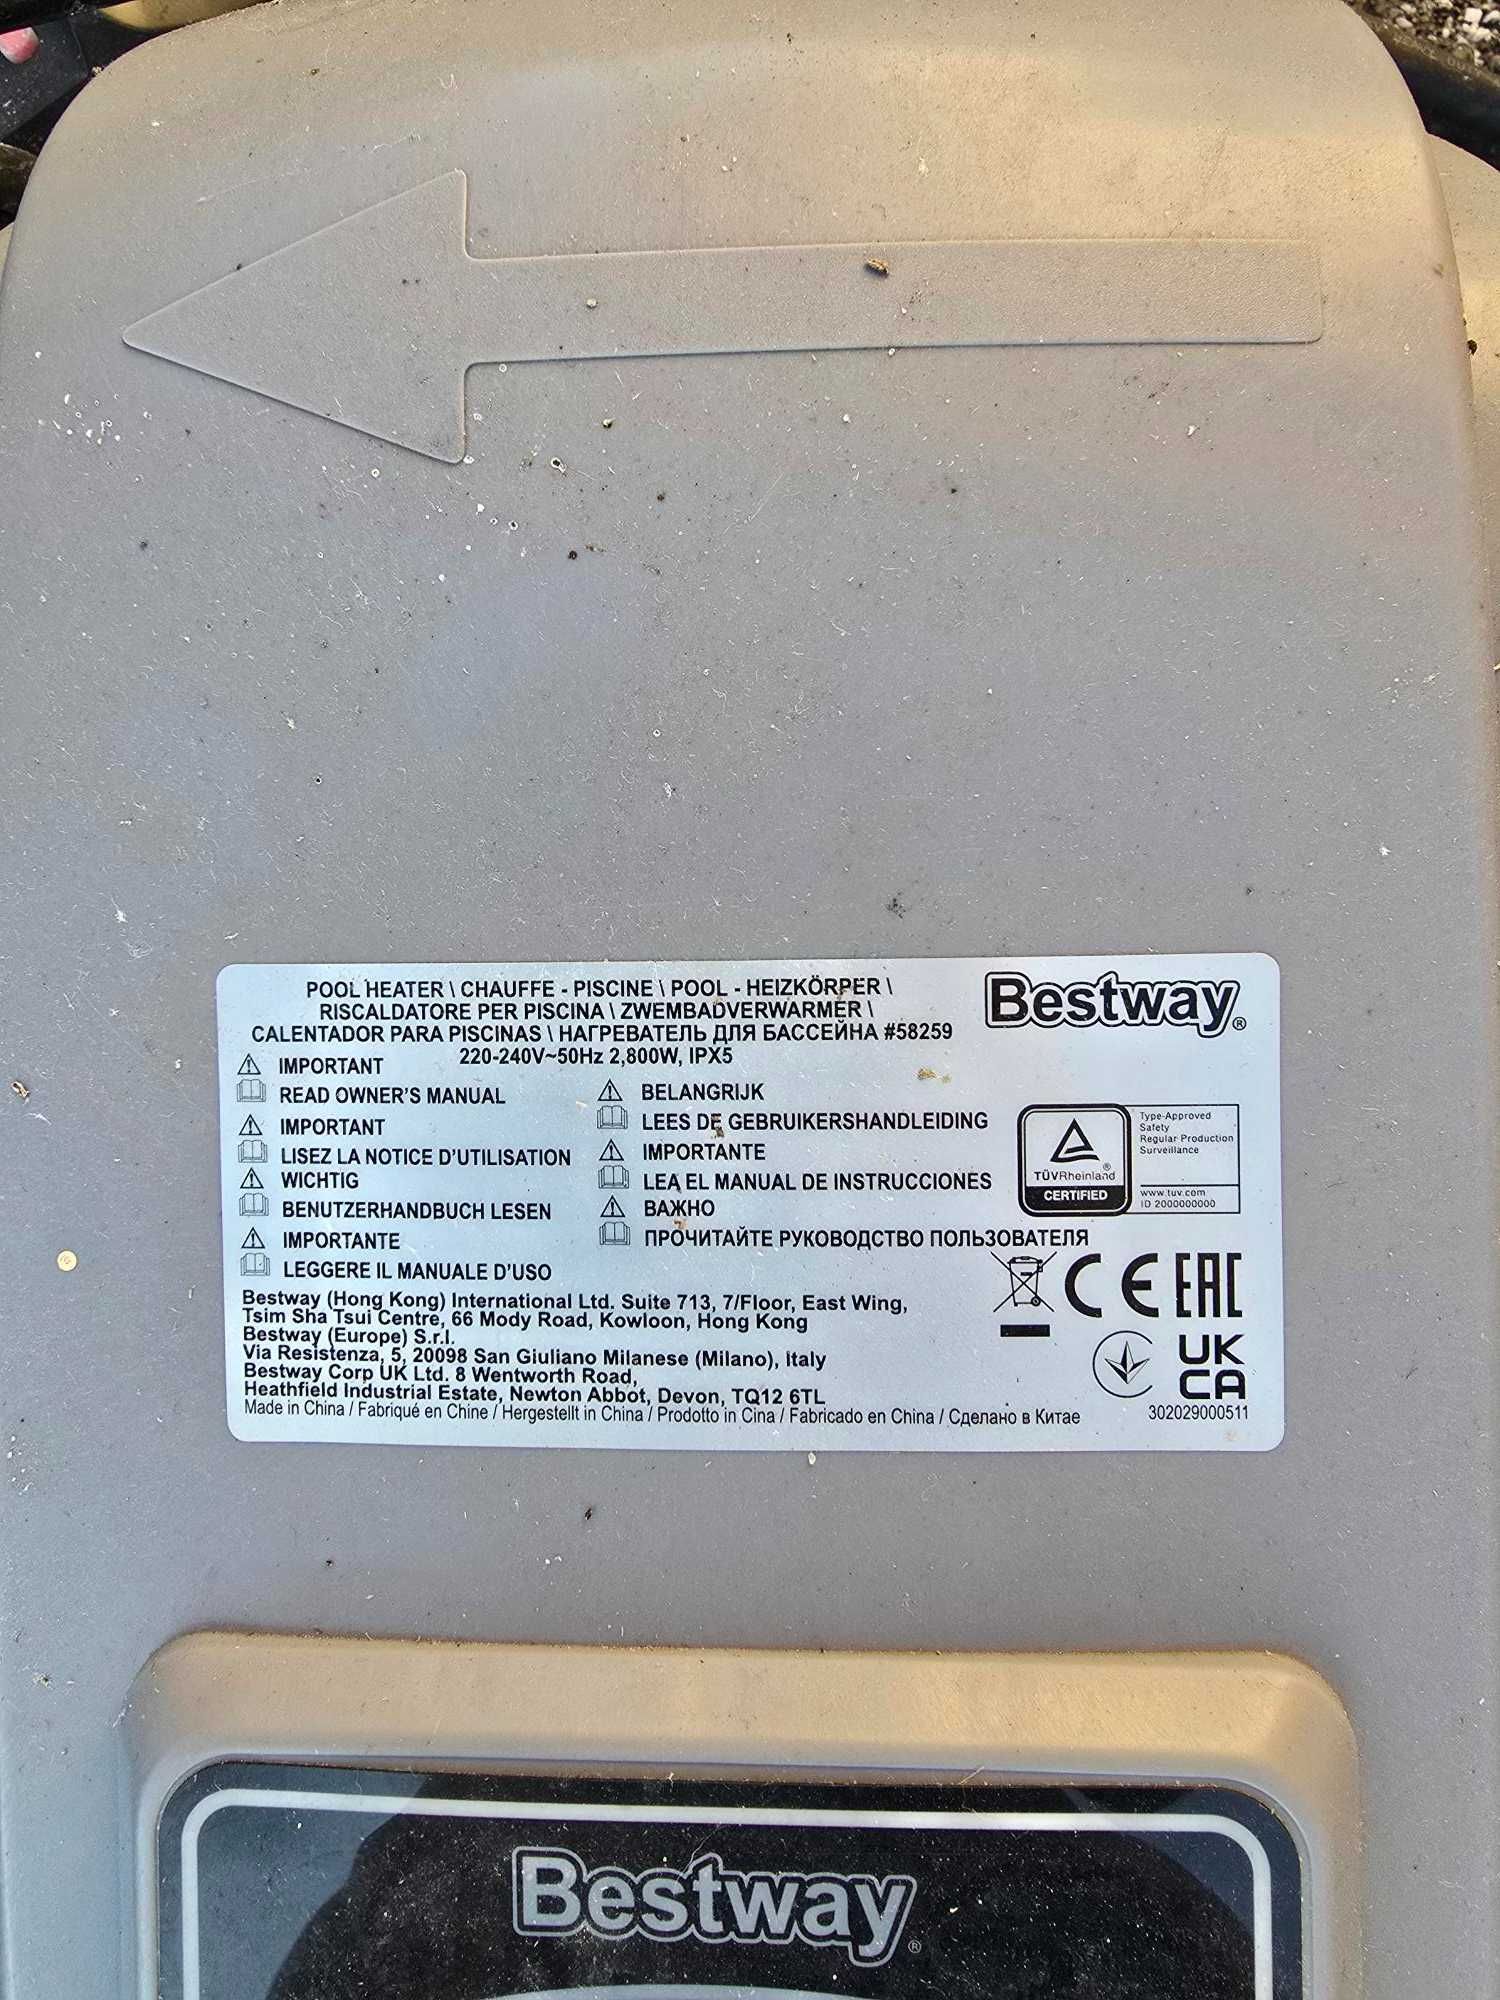 POOL HEATER \ CHAUFFE - PISCINE \ POOL - HEIZKÖRPER \
RISCALDATORE PER PISCINA \ ZWEMBADVERWARMER \
CALENTADOR PARA PISCINAS \ НАГРЕВАТЕЛЬ ДЛЯ БАССЕЙНА #58259
220-240V~50Hz 2,800W, IPX5
Bestway®
IMPORTANT
READ OWNER'S MANUAL
IMPORTANT
LISEZ LA NOTICE D'UTILISATION
WICHTIG
BENUTZERHANDBUCH LESEN
IMPORTANTE
LEGGERE IL MANUALE D'USO
BELANGRIJK
LEES DE GEBRUIKERSHANDLEIDING
IMPORTANTE
LEA EL MANUAL DE INSTRUCCIONES
ВАЖНО
ПРОЧИТАЙТЕ РУКОВОДСТВО ПОЛЬЗОВАТЕЛЯ
TÜVRheinland®
CERTIFIED
Type-Approved
Safety
Regular Production
Surveillance
www.tuv.com
ID 2000000000
CE EAC
UK
CA
Bestway (Hong Kong) International Ltd. Suite 713, 7/Floor, East Wing,
Tsim Sha Tsui Centre, 66 Mody Road, Kowloon, Hong Kong
Bestway (Europe) S.r.l.
Via Resistenza, 5, 20098 San Giuliano Milanese (Milano), Italy
Bestway Corp UK Ltd. 8 Wentworth Road,
Heathfield Industrial Estate, Newton Abbot, Devon, TQ12 6TL
Made in China / Fabriqué en Chine / Hergestellt in China / Prodotto in Cina / Fabricado en China / Сделано в Китае
302029000511
Bestway®